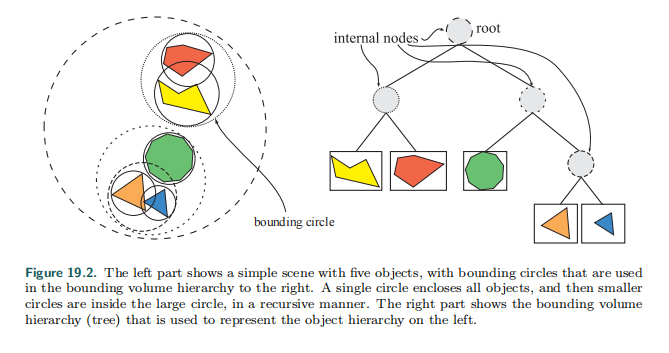 root
internal nodes
bounding circle
Figure 19.2. The left part shows a simple scene with five objects, with bounding circles that are used
in the bounding volume hierarchy to the right. A single circle encloses all objects, and then smaller
circles are inside the large circle, in a recursive manner. The right part shows the bounding volume
hierarchy (tree) that is used to represent the object hierarchy on the left.